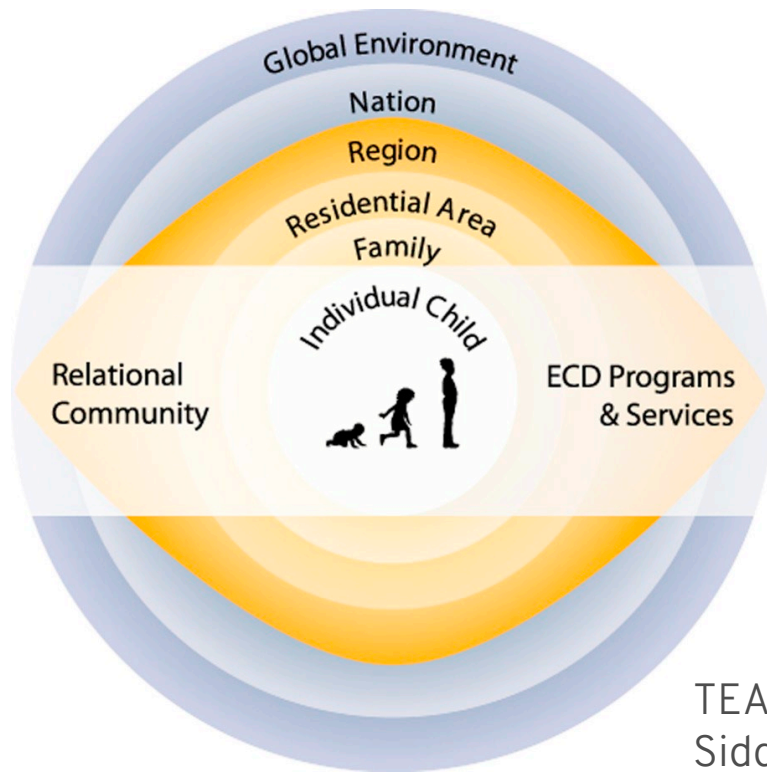 Global Environment
Nation
Region
Residential Area
Family
Individual Child
Relational
Community
ECD Programs
& Services